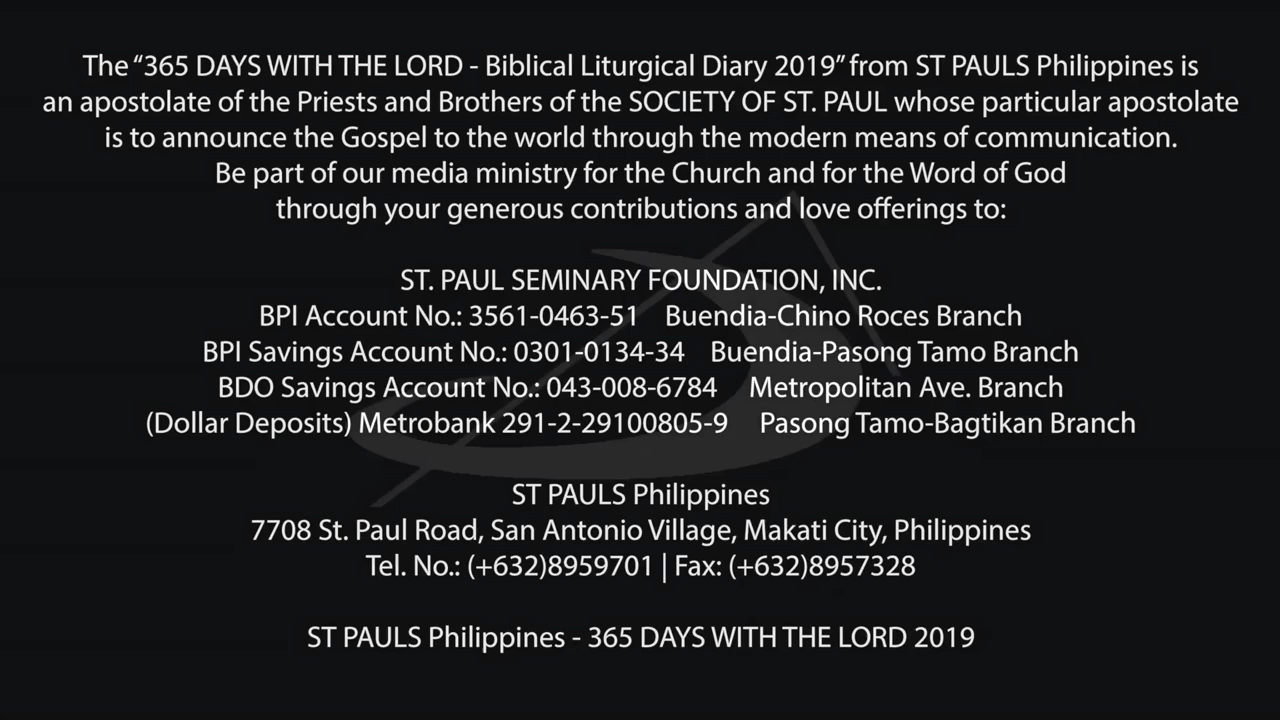 The “365 DAYS WITH THE LORD - Biblical Liturgical Diary 2019” from ST PAULS Philippines is
an apostolate of the Priests and Brothers of the SOCIETY OF ST. PAUL whose particular apostolate
is to announce the Gospel to the world through the modern means of communication.
Be part of our media ministry for the Church and for the Word of God
through your generous contributions and love offerings to:
ST. PAUL SEMINARY FOUNDATION, INC.
BPI Account No.: 3561-0463-51 Buendia-Chino Roces Branch
BPI Savings Account No.: 0301-0134-34 Buendia-Pasong Tamo Branch
BDO Savings Account No.: 043-008-6784 Metropolitan Ave. Branch
(Dollar Deposits) Metrobank 291-2-29100805-9 Pasong Tamo-Bagtikan Branch
ST PAULS Philippines
7708 St. Paul Road, San Antonio Village, Makati City, Philippines
Tel. No.: (+632)8959701 | Fax: (+632)8957328
ST PAULS Philippines - 365 DAYS WITH THE LORD 2019